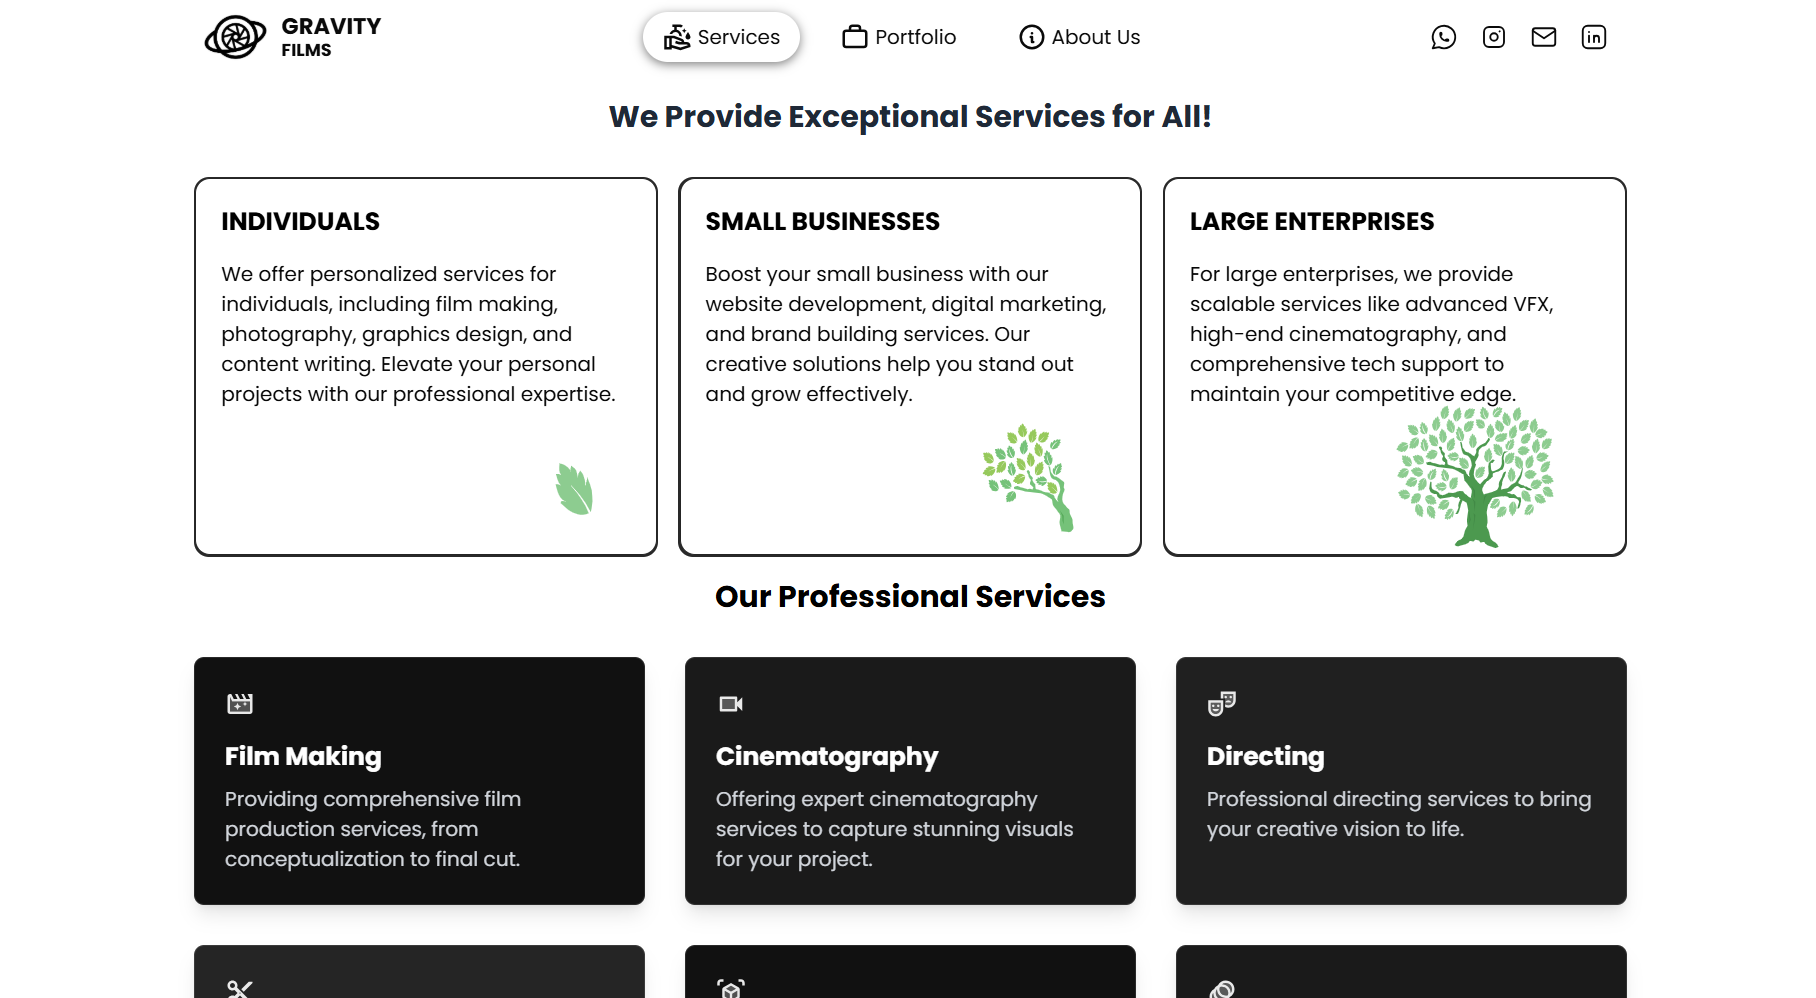 GRAVITY
FILMS
Services
Portfolio
About Us
We Provide Exceptional Services for All!
INDIVIDUALS
We offer personalized services for
individuals, including film making,
photography, graphics design, and
content writing. Elevate your personal
projects with our professional expertise.
SMALL BUSINESSES
Boost your small business with our
website development, digital marketing,
and brand building services. Our
creative solutions help you stand out
and grow effectively.
LARGE ENTERPRISES
For large enterprises, we provide
scalable services like advanced VFX,
high-end cinematography, and
comprehensive tech support to
maintain your competitive edge.
Our Professional Services
Film Making
Providing comprehensive film
production services, from
conceptualization to final cut.
Cinematography
Offering expert cinematography
services to capture stunning visuals
for your project.
Directing
Professional directing services to bring
your creative vision to life.